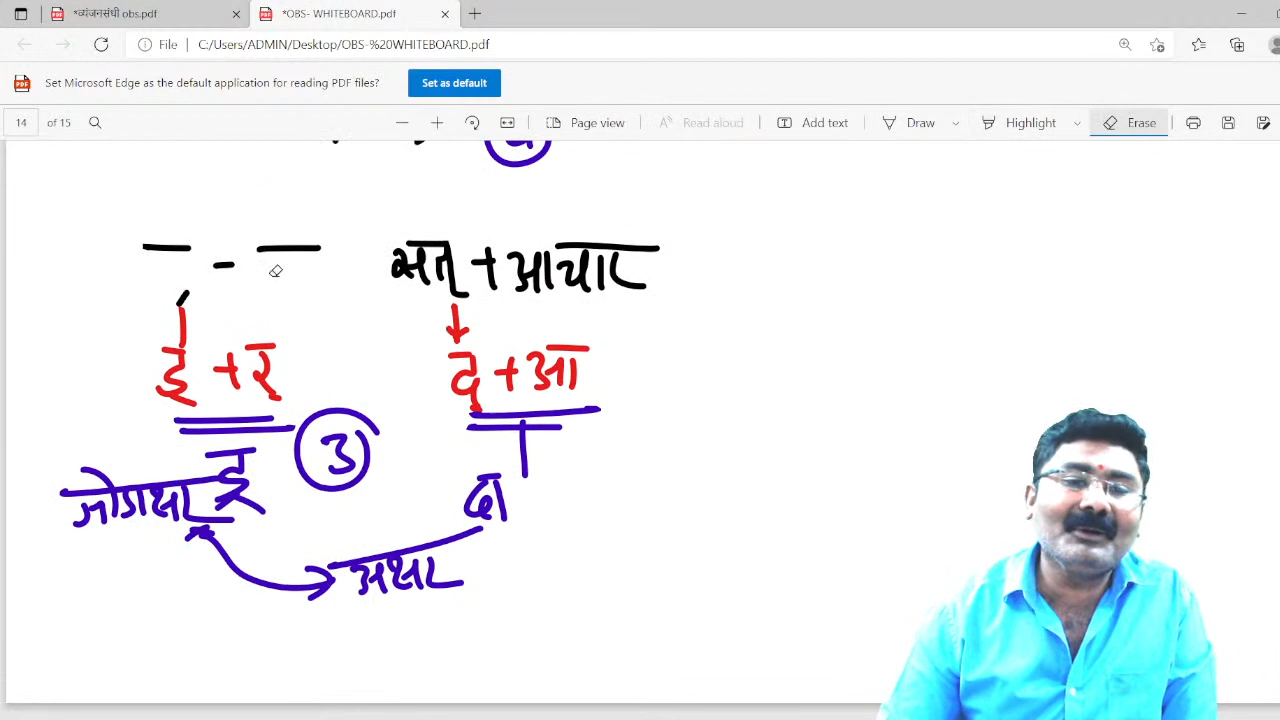 *व्यंजनसंधी obs.pdf
*OBS- WHITEBOARD.pdf
File C:/Users/ADMIN/Desktop/OBS-%20WHITEBOARD.pdf
Set Microsoft Edge as the default application for reading PDF files? Set as default
14 of 15 Page view Read aloud Add text Draw Highlight Erase
- सत् + आचार
इ + र् द् + आ
३
जोडाक्षर
दा
अक्षर